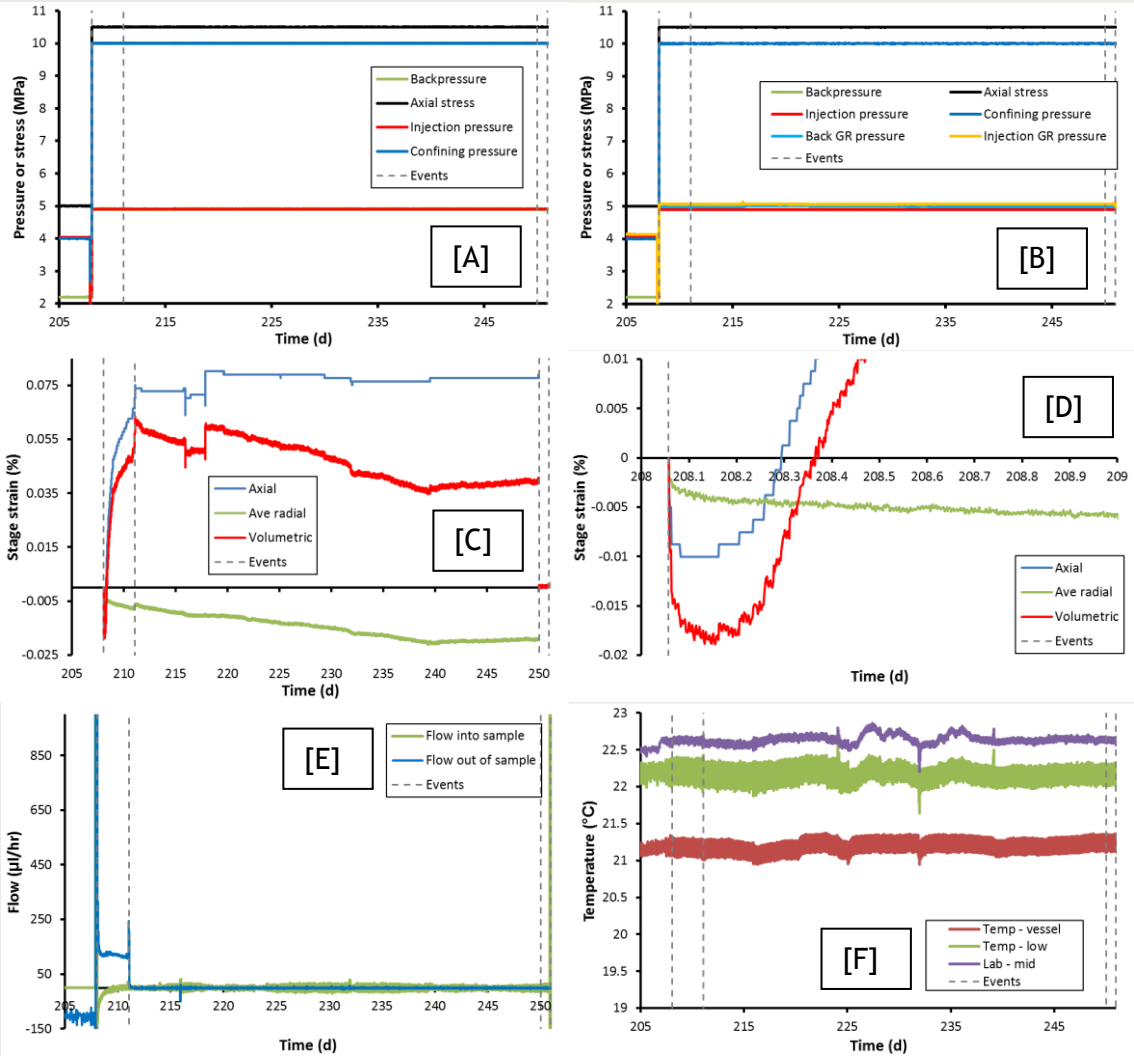 11
10
9
8
7
6
5
4
3
2
Pressure or stress (MPa)
Backpressure
Axial stress
Injection pressure
Confining pressure
Events
[A]
205 215 225 235 245
Time (d)
11
10
9
8
7
6
5
4
3
2
Pressure or stress (MPa)
Backpressure Axial stress
Injection pressure Confining pressure
Back GR pressure Injection GR pressure
Events
[B]
205 215 225 235 245
Time (d)
0.075
0.055
0.035
0.015
-0.005
-0.025
Stage strain (%)
Axial
Ave radial
Volumetric
Events
[C]
205 210 215 220 225 230 235 240 245 250
Time (d)
0.01
0.005
0
-0.005
-0.01
-0.015
-0.02
Stage strain (%)
[D]
208 208.1 208.2 208.3 208.4 208.5 208.6 208.7 208.8 208.9 209
Axial
Ave radial
Volumetric
Events
Time (d)
850
650
450
250
50
-150
Flow (µl/hr)
[E]
Flow into sample
Flow out of sample
Events
205 210 215 220 225 230 235 240 245 250
Time (d)
23
22.5
22
21.5
21
20.5
20
19.5
19
Temperature (°C)
[F]
Temp - vessel
Temp - low
Lab - mid
Events
205 215 225 235 245
Time (d)